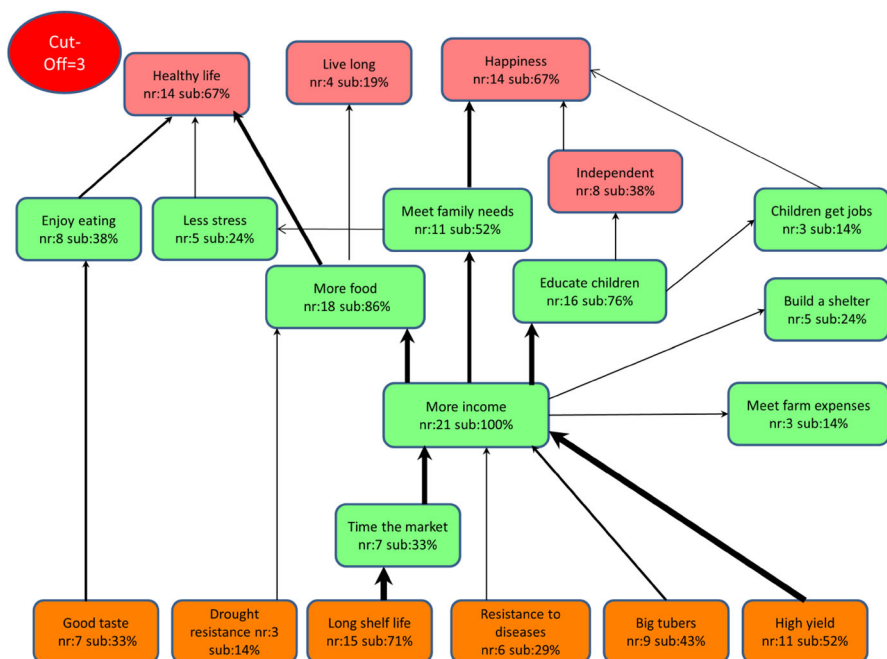 Cut-
Off=3
Healthy life
nr:14 sub:67%
Live long
nr:4 sub:19%
Happiness
nr:14 sub:67%
Independent
nr:8 sub:38%
Enjoy eating
nr:8 sub:38%
Less stress
nr:5 sub:24%
Meet family needs
nr:11 sub:52%
Children get jobs
nr:3 sub:14%
More food
nr:18 sub:86%
Educate children
nr:16 sub:76%
Build a shelter
nr:5 sub:24%
More income
nr:21 sub:100%
Meet farm expenses
nr:3 sub:14%
Time the market
nr:7 sub:33%
Good taste
nr:7 sub:33%
Drought
resistance nr:3
sub:14%
Long shelf life
nr:15 sub:71%
Resistance to
diseases
nr:6 sub:29%
Big tubers
nr:9 sub:43%
High yield
nr:11 sub:52%